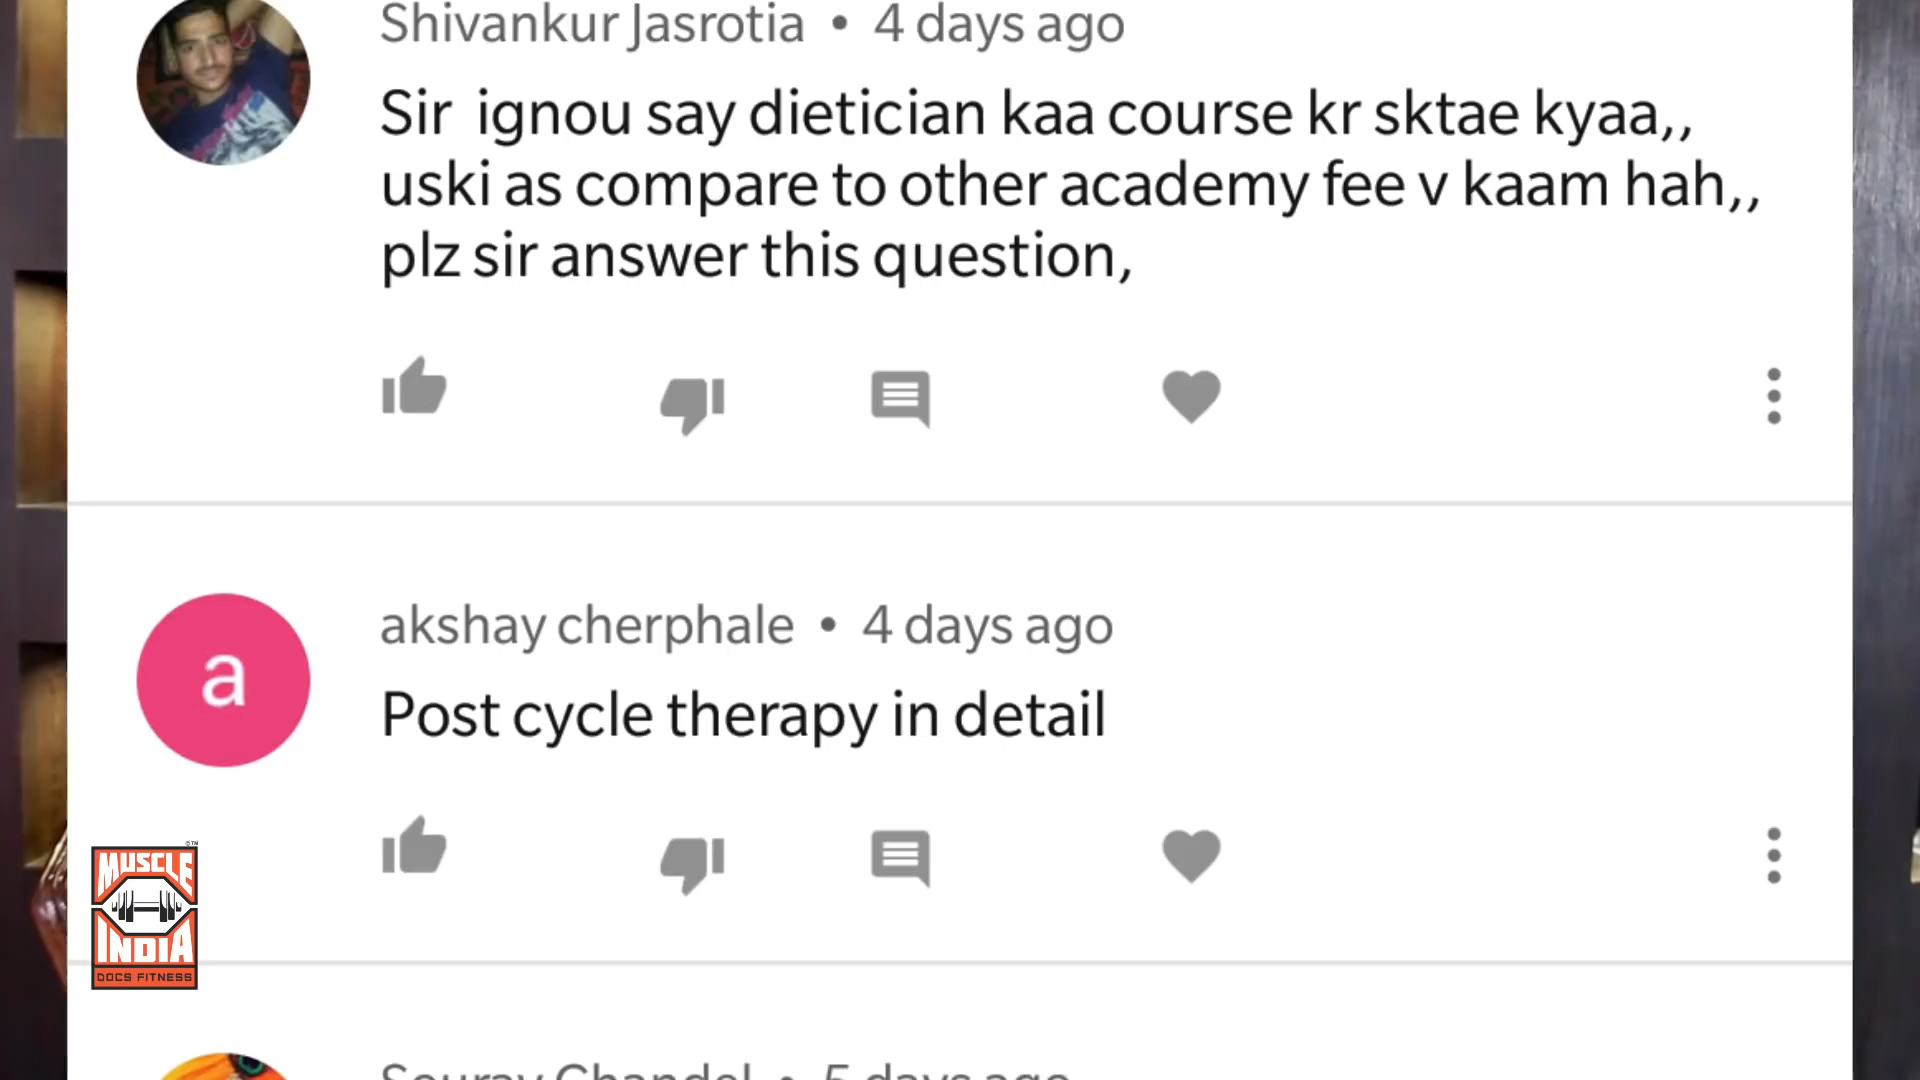 Shivankur Jasrotia • 4 days ago
Sir ignou say dietician kaa course kr sktae kyaa,,
uski as compare to other academy fee v kaam hah,,
plz sir answer this question,
a
akshay cherphale • 4 days ago
Post cycle therapy in detail
©™
MUSCLE
INDIA
DOCS FITNESS
Sourav Chandel • 5 days ago